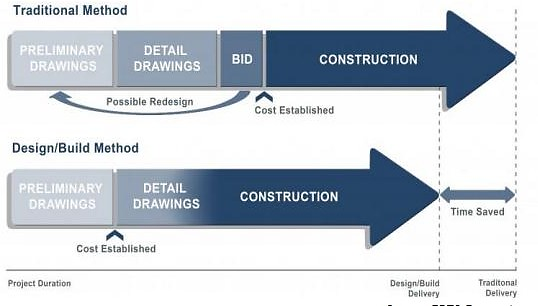 Traditional Method
PRELIMINARY
DRAWINGS
DETAIL
DRAWINGS
BID
CONSTRUCTION
Possible Redesign
Cost Established
Design/Build Method
PRELIMINARY
DRAWINGS
DETAIL
DRAWINGS
CONSTRUCTION
Time Saved
Cost Established
Project Duration
Design/Build
Delivery
Traditonal
Delivery